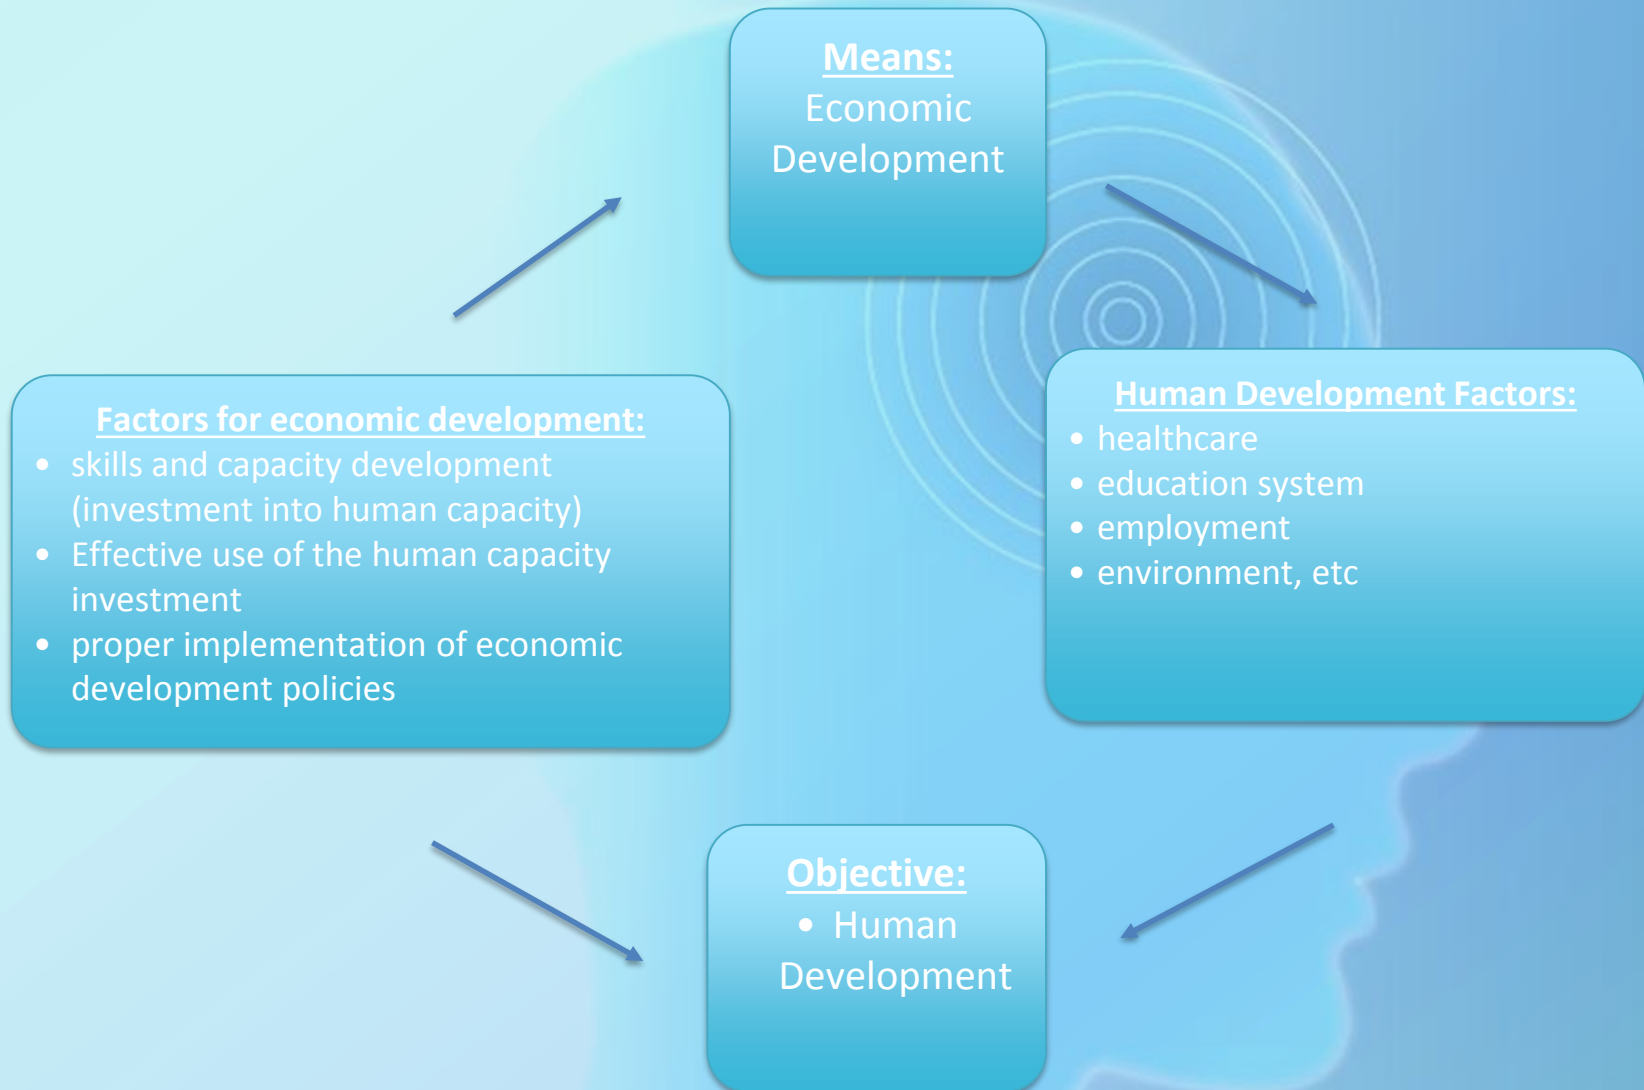 Means:
Economic
Development
Factors for economic development:
• skills and capacity development
(investment into human capacity)
• Effective use of the human capacity
investment
• proper implementation of economic
development policies
Human Development Factors:
• healthcare
• education system
• employment
• environment, etc
Objective:
• Human
Development